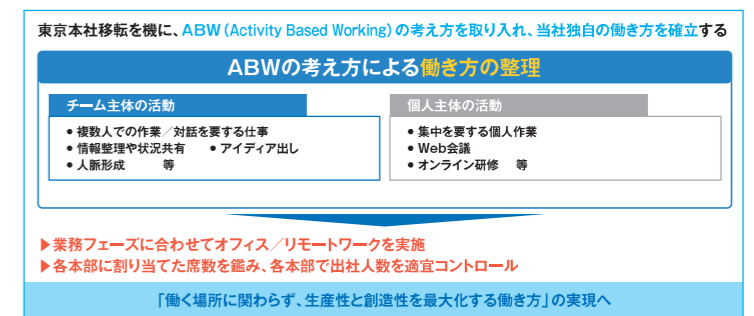 東京本社移転を機に、ABW（Activity Based Working）の考え方を取り入れ、当社独自の働き方を確立する
ABWの考え方による働き方の整理
チーム主体の活動
● 複数人での作業／対話を要する仕事
● 情報整理や状況共有　● アイディア出し
● 人脈形成　　等
個人主体の活動
● 集中を要する個人作業
● Web会議
● オンライン研修　等
▶業務フェーズに合わせてオフィス／リモートワークを実施
▶各本部に割り当てた席数を鑑み、各本部で出社人数を適宜コントロール
「働く場所に関わらず、生産性と創造性を最大化する働き方」の実現へ